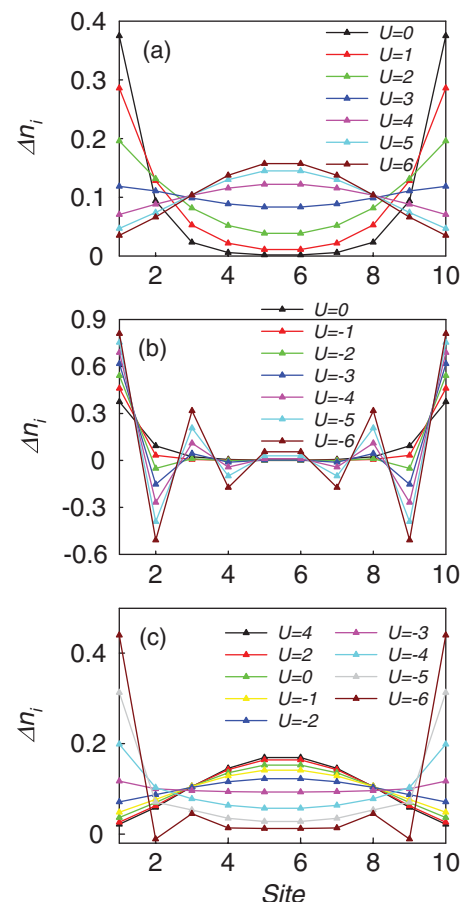 (a)
U=0
U=1
U=2
U=3
U=4
U=5
U=6
Δn_i
0.4
0.3
0.2
0.1
0
2 4 6 8 10
(b)
U=0
U=-1
U=-2
U=-3
U=-4
U=-5
U=-6
Δn_i
0.9
0.6
0.3
0
-0.3
-0.6
2 4 6 8 10
(c)
U=4 U=-3
U=2 U=-4
U=0 U=-5
U=-1 U=-6
U=-2
Δn_i
0.4
0.2
0
2 4 6 8 10
Site